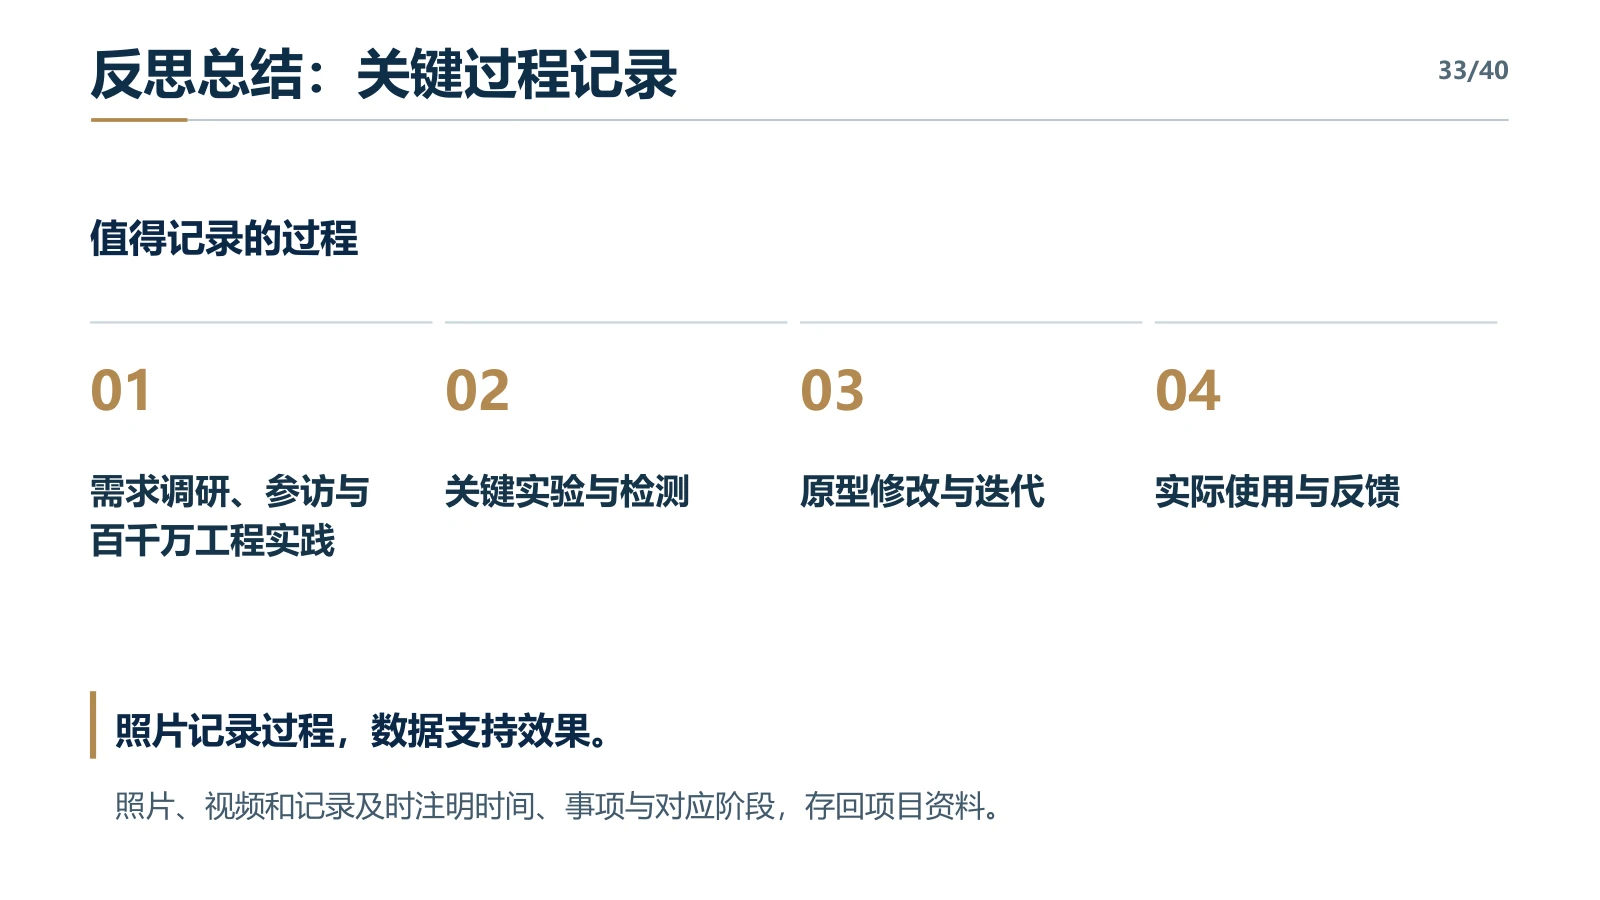 反思总结：关键过程记录
33/40
值得记录的过程
01
02
03
04
需求调研、参访与
百千万工程实践
关键实验与检测
原型修改与迭代
实际使用与反馈
照片记录过程，数据支持效果。
照片、视频和记录及时注明时间、事项与对应阶段，存回项目资料。